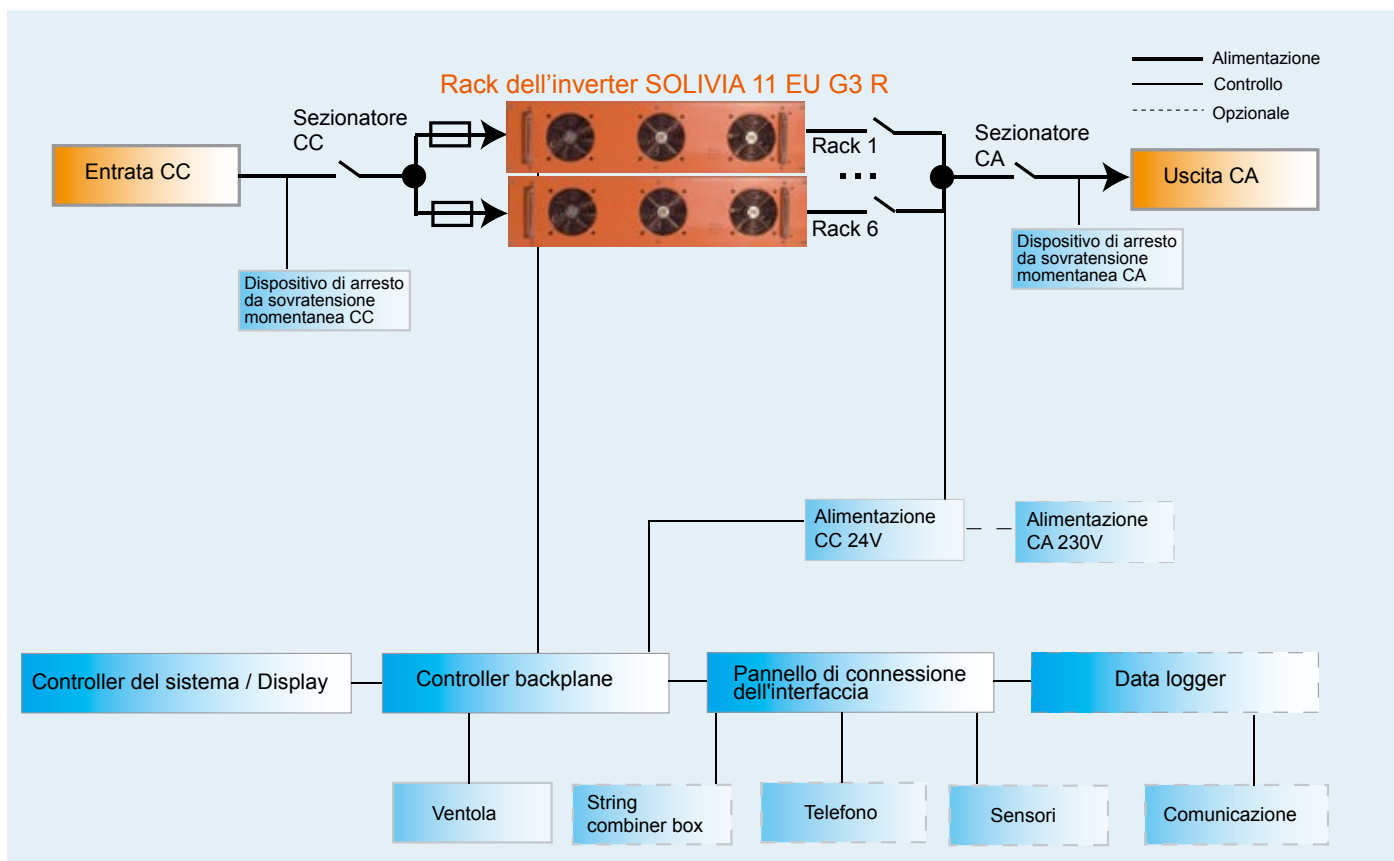 Rack dell'inverter SOLIVIA 11 EU G3 R
Alimentazione
Controllo
Opzionale
Sezionatore
CC
Sezionatore
CA
Entrata CC
Rack 1
Rack 6
Uscita CA
Dispositivo di arresto
da sovratensione
momentanea CC
Dispositivo di arresto
da sovratensione
momentanea CA
Alimentazione
CC 24V
Alimentazione
CA 230V
Controller del sistema / Display
Controller backplane
Pannello di connessione
dell'interfaccia
Data logger
Ventola
String
combiner box
Telefono
Sensori
Comunicazione